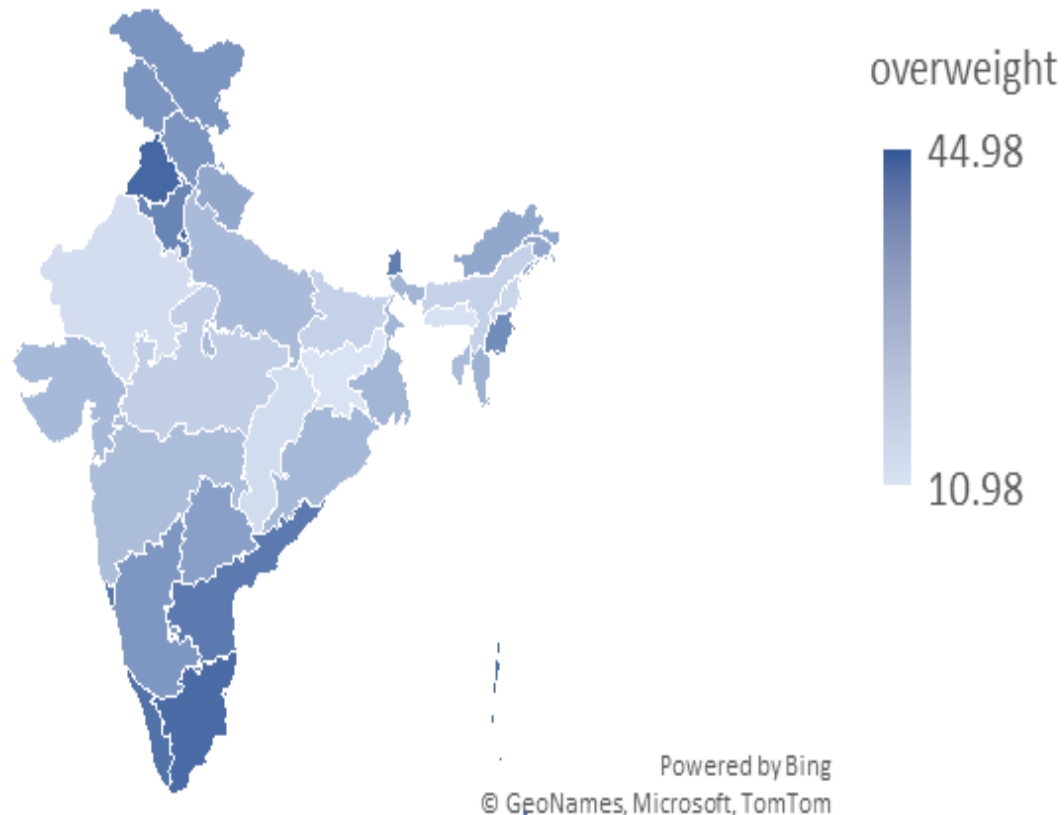 overweight
44.98
10.98
Powered by Bing
© GeoNames, Microsoft, TomTom